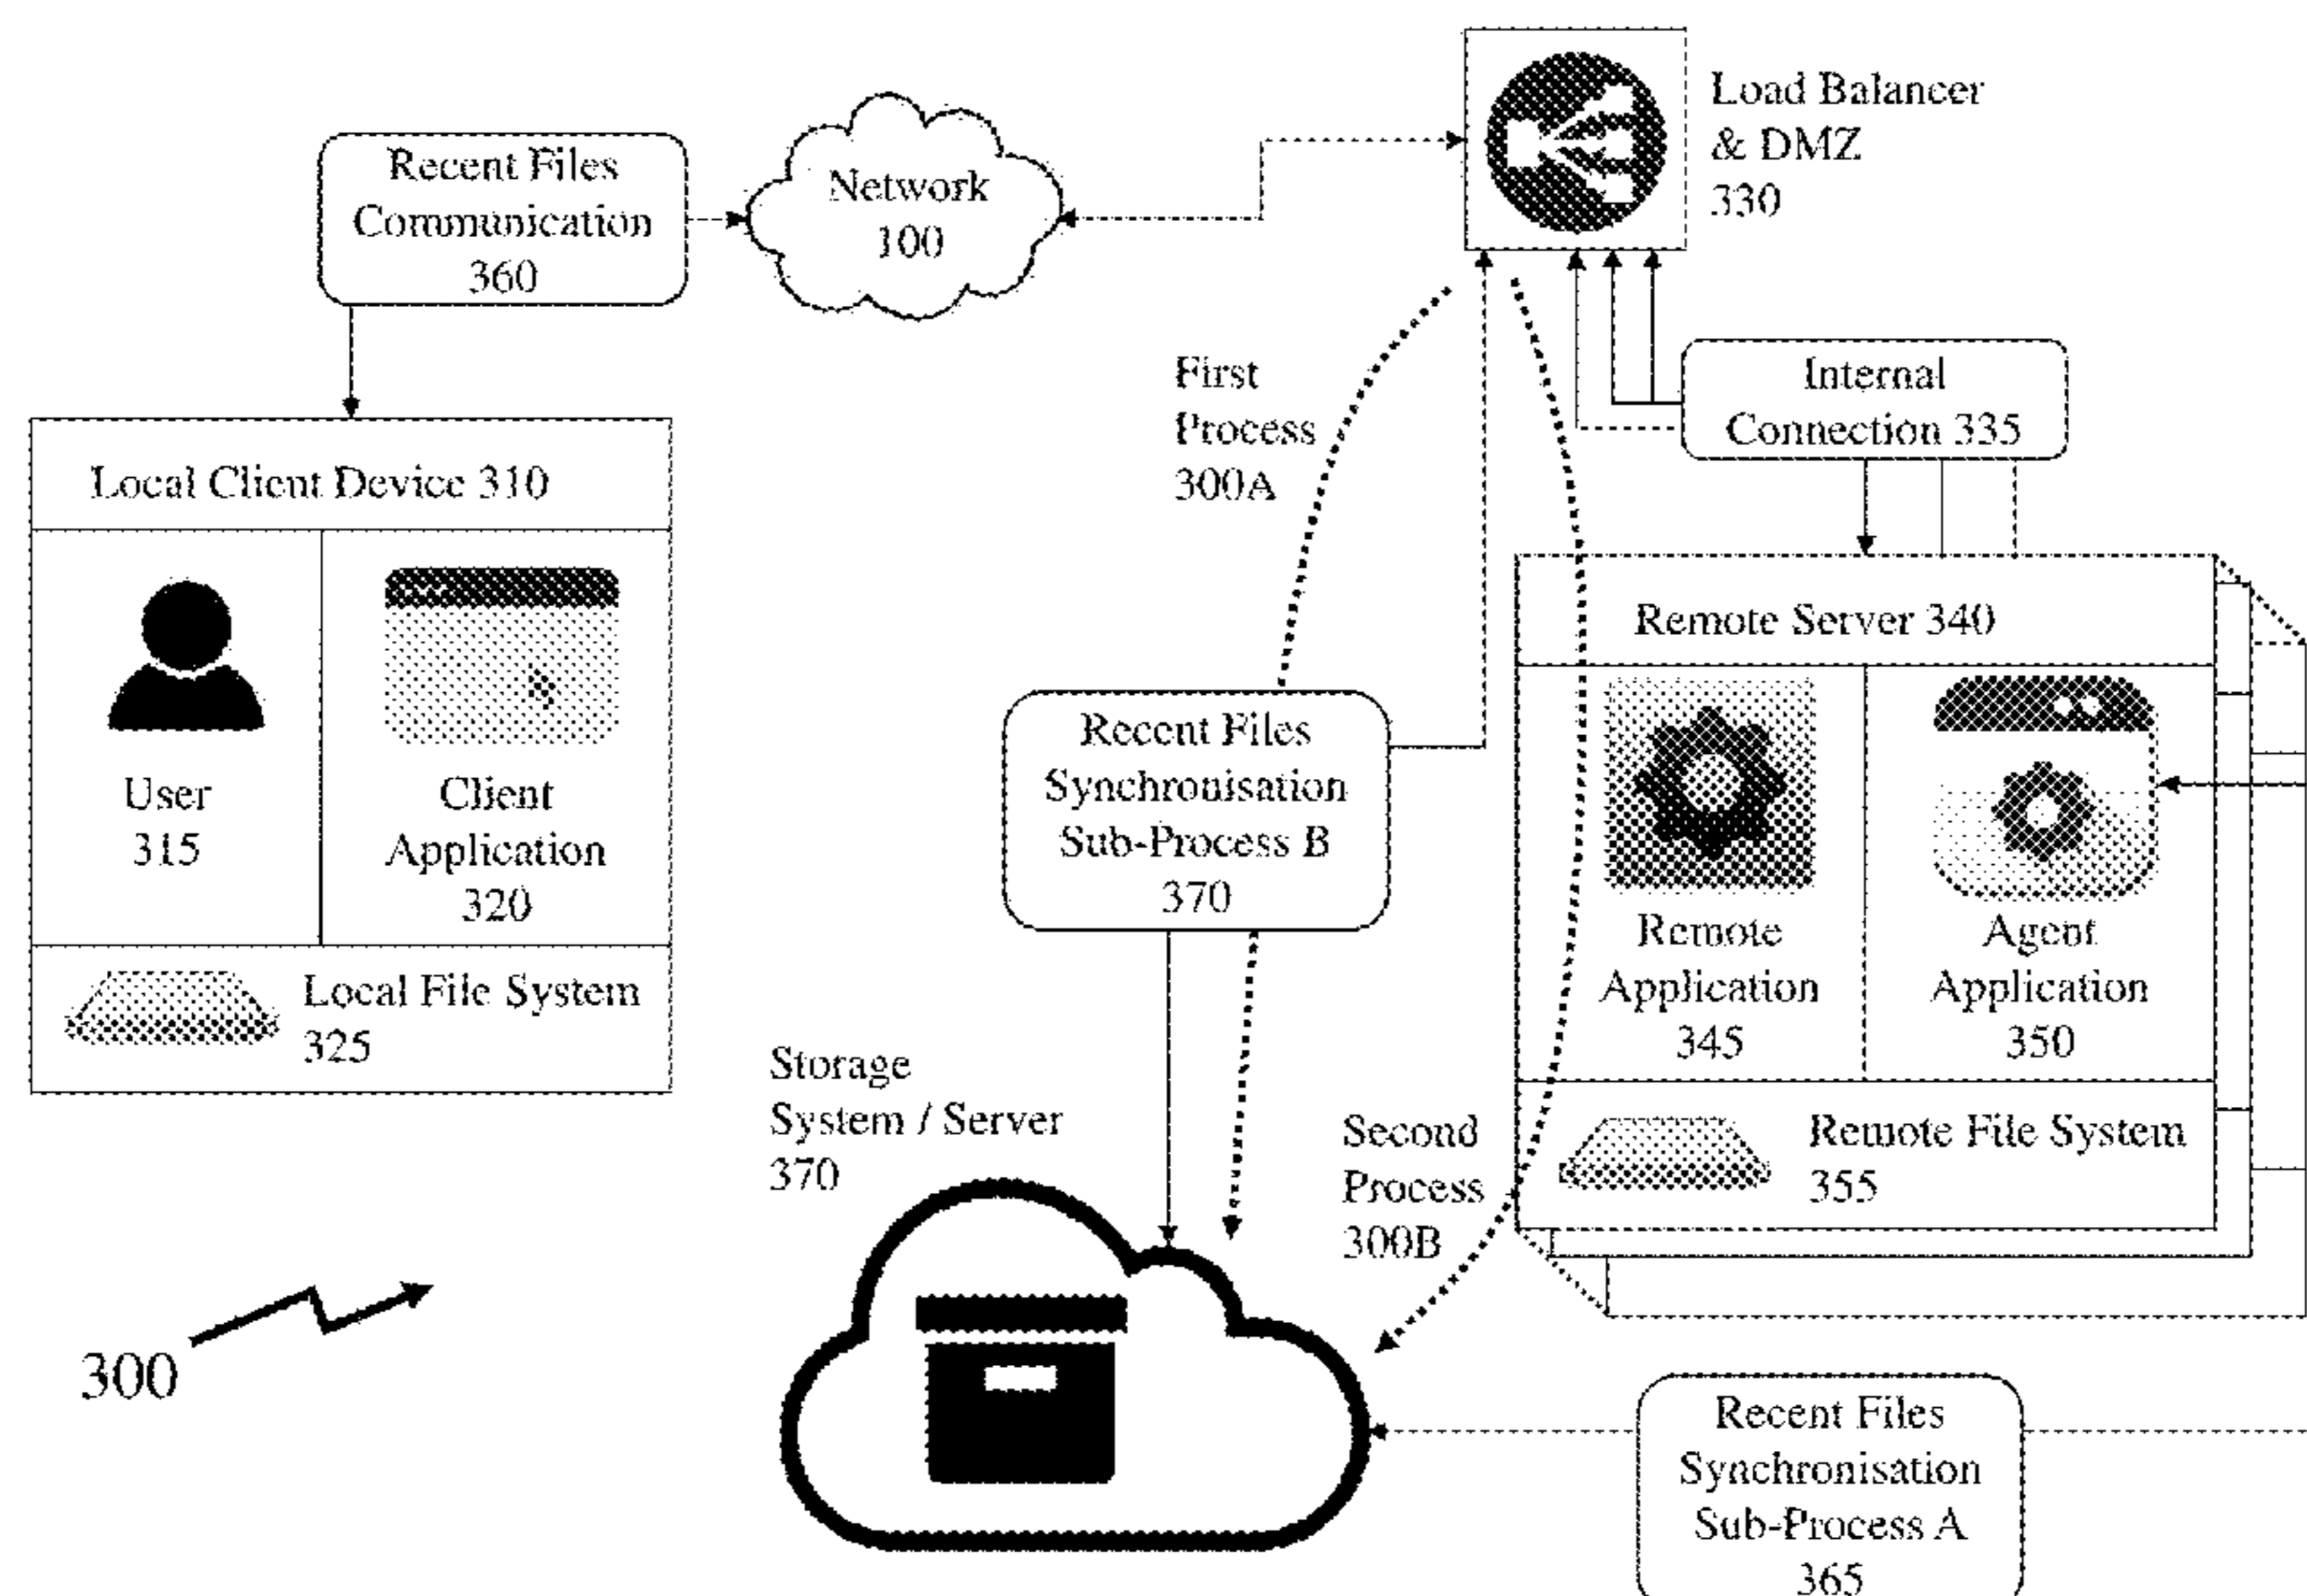 Recent Files
Communication
360
Network
100
Load Balancer
& DMZ
330
First
Process
300A
Internal
Connection 335
Local Client Device 310
User
315
Client
Application
320
Local File System
325
Remote Server 340
Recent Files
Synchronisation
Sub-Process B
370
Remote
Application
345
Agent
Application
350
Storage
System / Server
370
Second
Process
300B
Remote File System
355
300
Recent Files
Synchronisation
Sub-Process A
365